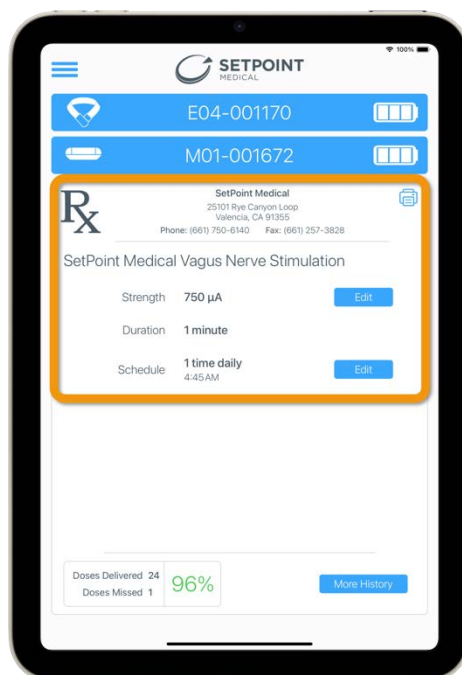 100%
SETPOINT
MEDICAL
E04-001170
M01-001672
Rx
SetPoint Medical
25101 Rye Canyon Loop
Valencia, CA 91355
Phone: (661) 750-6140 Fax: (661) 257-3828
SetPoint Medical Vagus Nerve Stimulation
Strength 750 µA Edit
Duration 1 minute
Schedule 1 time daily Edit
4:45 AM
Doses Delivered 24
Doses Missed 1
96%
More History